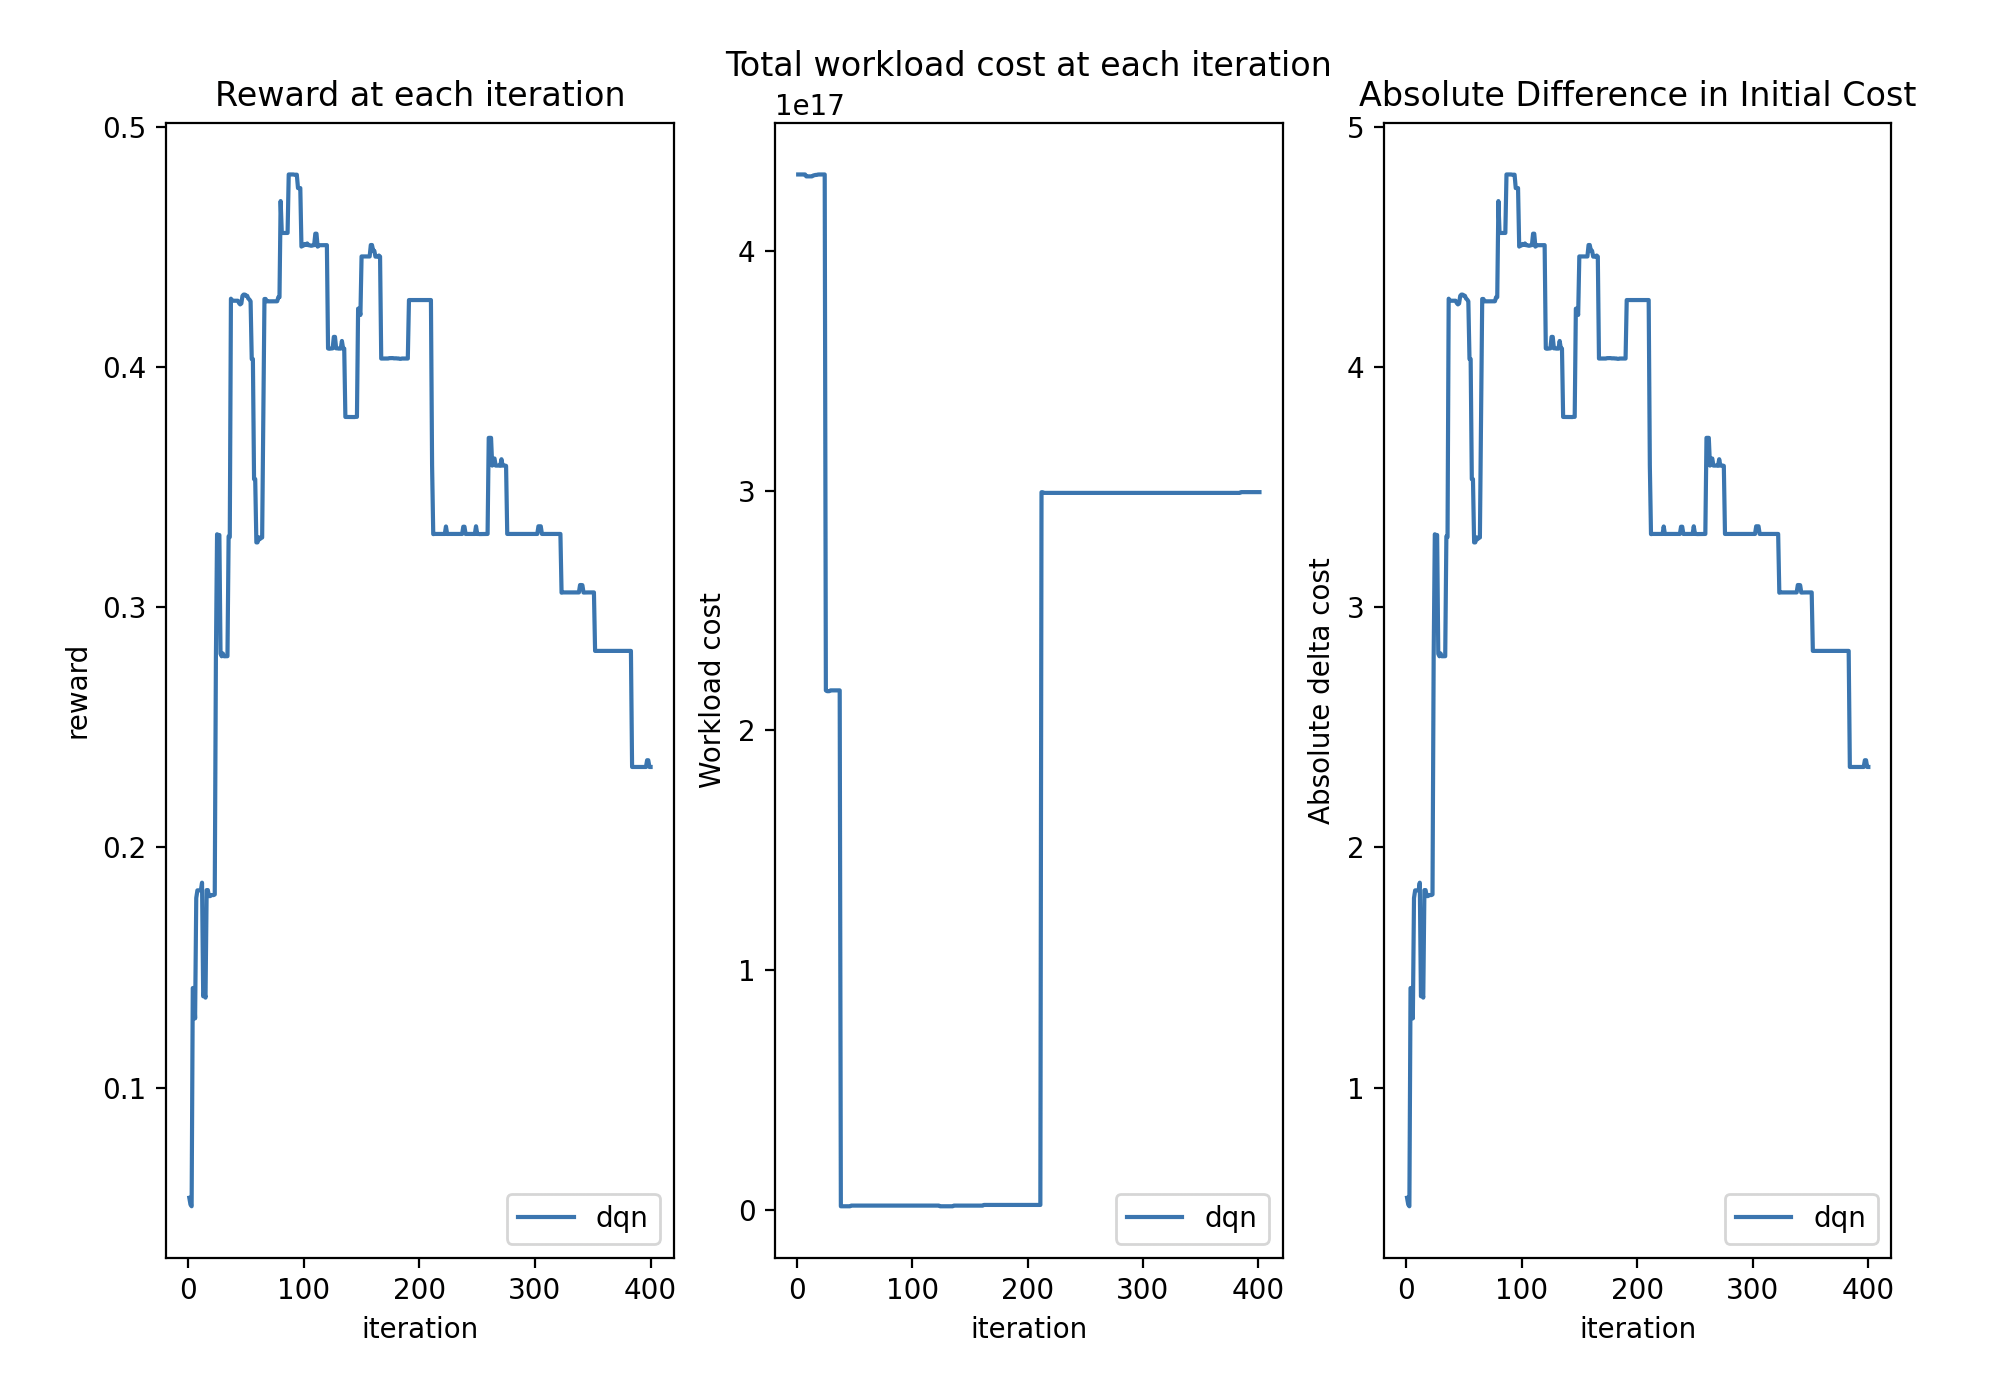 Reward at each iteration
0.5
0.4
0.3
0.2
0.1
reward
0 100 200 300 400
iteration
dqn
Total workload cost at each iteration
1e17
4
3
2
1
0
Workload cost
0 100 200 300 400
iteration
dqn
Absolute Difference in Initial Cost
5
4
3
2
1
Absolute delta cost
0 100 200 300 400
iteration
dqn